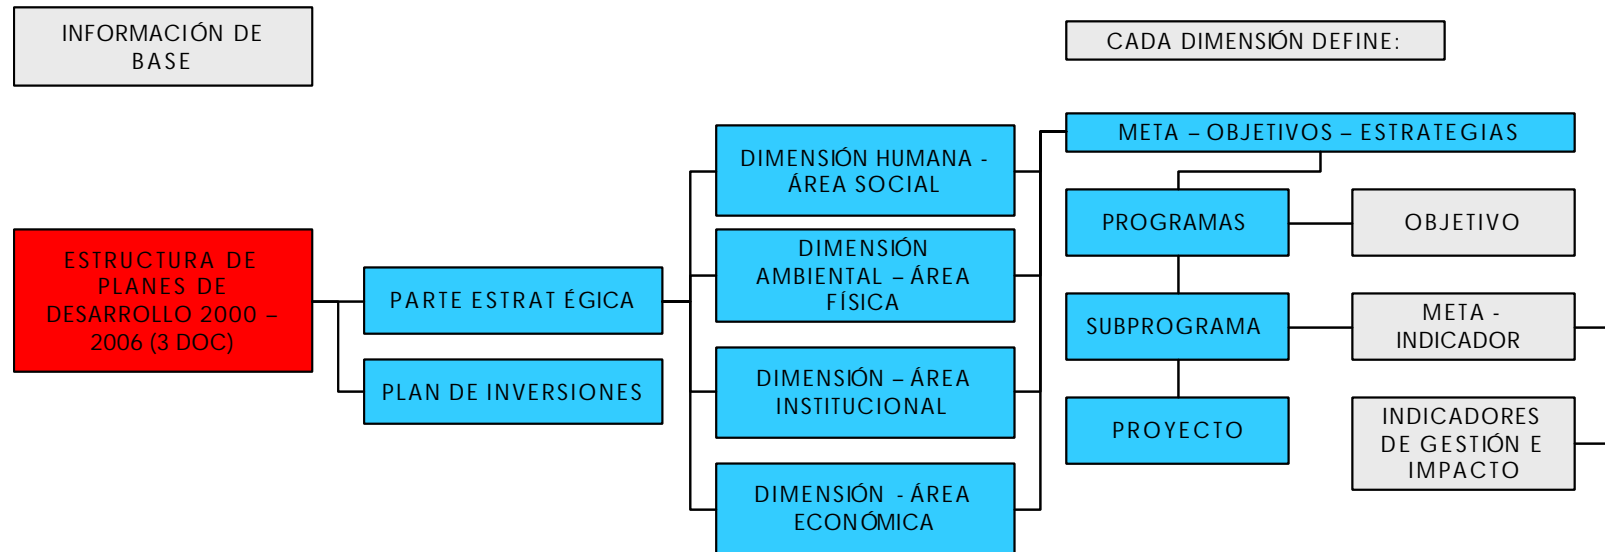 INFORMACIÓN DE
BASE
CADA DIMENSIÓN DEFINE:
ESTRUCTURA DE
PLANES DE
DESARROLLO 2000 –
2006 (3 DOC)
PARTE ESTRATÉGICA
PLAN DE INVERSIONES
DIMENSIÓN HUMANA -
ÁREA SOCIAL
DIMENSIÓN
AMBIENTAL – ÁREA
FÍSICA
DIMENSIÓN – ÁREA
INSTITUCIONAL
DIMENSIÓN - ÁREA
ECONÓMICA
META – OBJETIVOS – ESTRATEGIAS
PROGRAMAS
OBJETIVO
SUBPROGRAMA
META -
INDICADOR
PROYECTO
INDICADORES
DE GESTIÓN E
IMPACTO